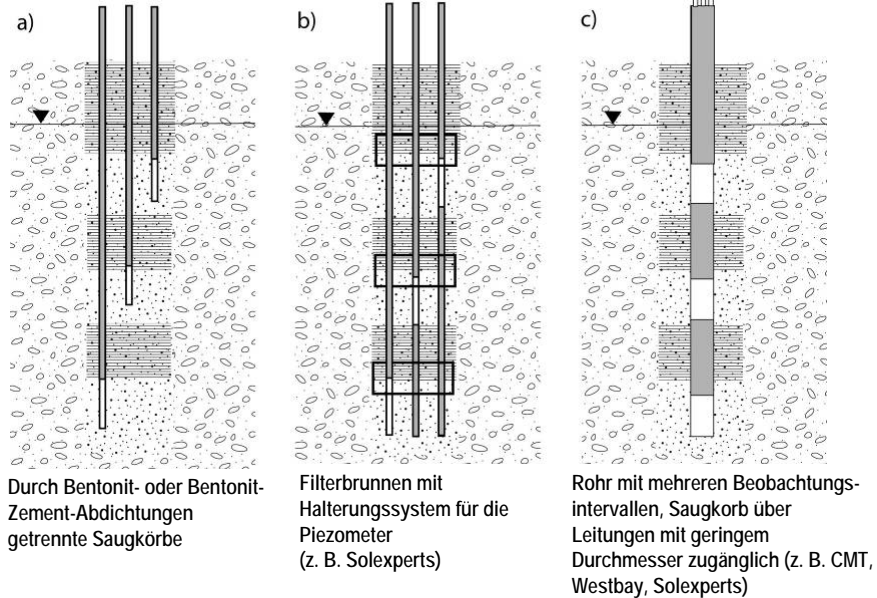 a)
b)
c)
Durch Bentonit- oder Bentonit-
Zement-Abdichtungen
getrennte Saugkörbe
Filterbrunnen mit
Halterungssystem für die
Piezometer
(z. B. Solexperts)
Rohr mit mehreren Beobachtungs-
intervallen, Saugkorb über
Leitungen mit geringem
Durchmesser zugänglich (z. B. CMT,
Westbay, Solexperts)